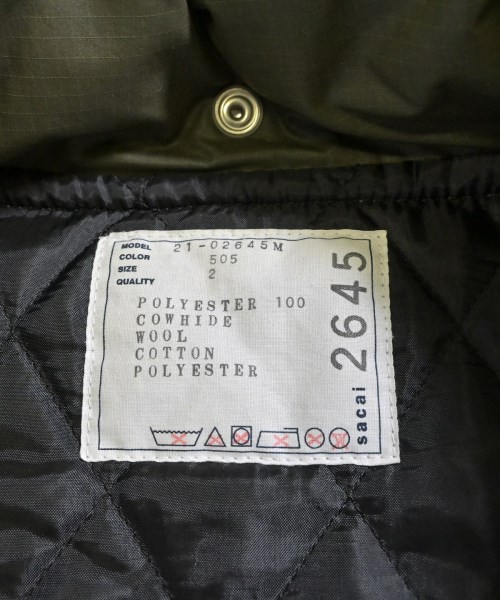 MODEL 21-02645M
COLOR 505
SIZE 2
QUALITY
POLYESTER 100
COWHIDE
WOOL
COTTON
POLYESTER
sacai 2645